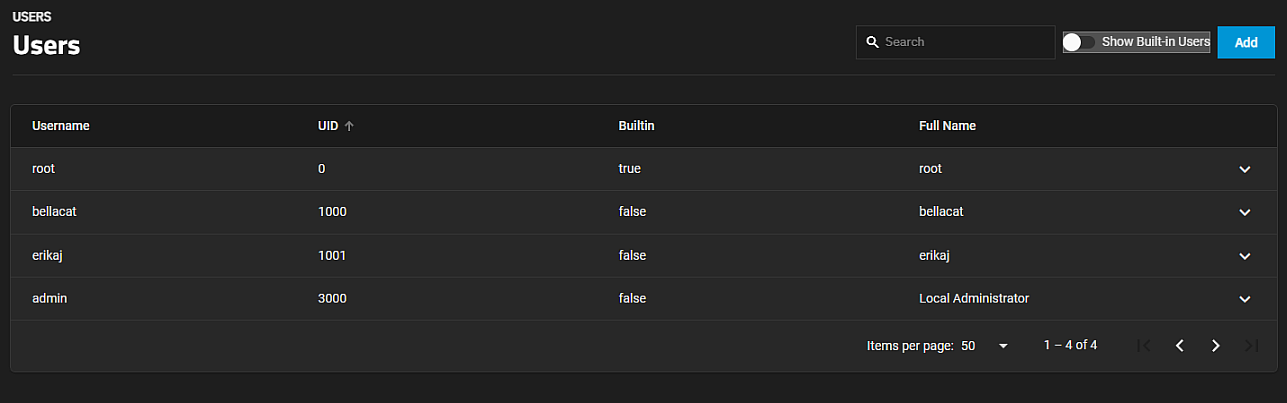 USERS
Users
Search
Show Built-in Users
Add
Username UID Builtin Full Name
root 0 true root
bellacat 1000 false bellacat
erikaj 1001 false erikaj
admin 3000 false Local Administrator
Items per page: 50 1 – 4 of 4